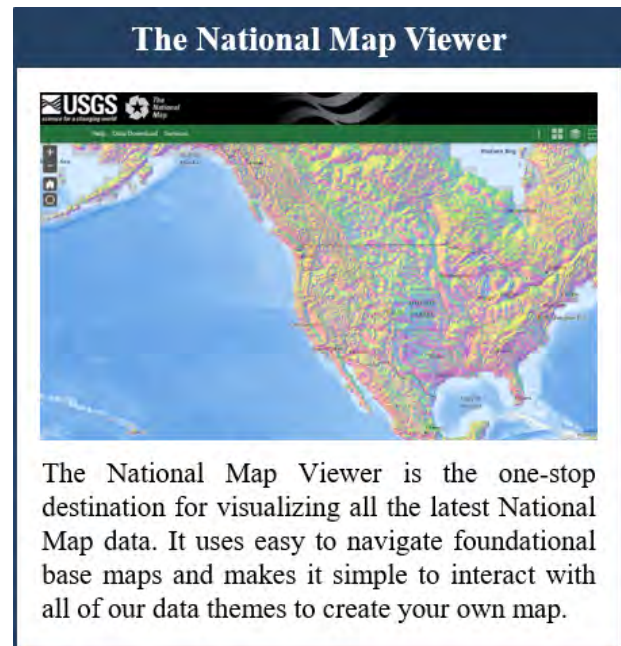 The National Map Viewer
USGS
science for a changing world
The
National
Map
Help Data Download Services
Hudson Bay
The National Map Viewer is the one-stop
destination for visualizing all the latest National
Map data. It uses easy to navigate foundational
base maps and makes it simple to interact with
all of our data themes to create your own map.